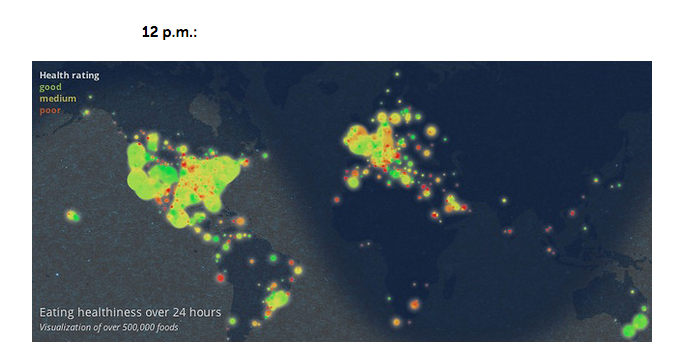 12 p.m.:
Health rating
good
medium
poor
Eating healthiness over 24 hours
Visualization of over 500,000 foods